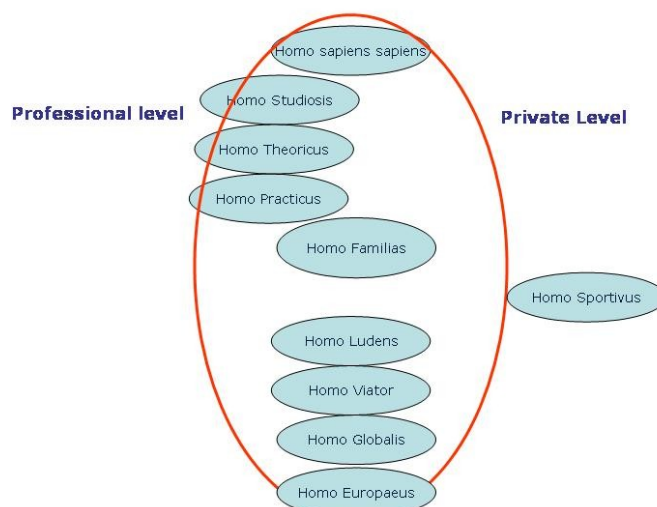 Homo sapiens sapiens
Homo Studiosis
Professional level
Private Level
Homo Theoricus
Homo Practicus
Homo Familias
Homo Sportivus
Homo Ludens
Homo Viator
Homo Globalis
Homo Europaeus